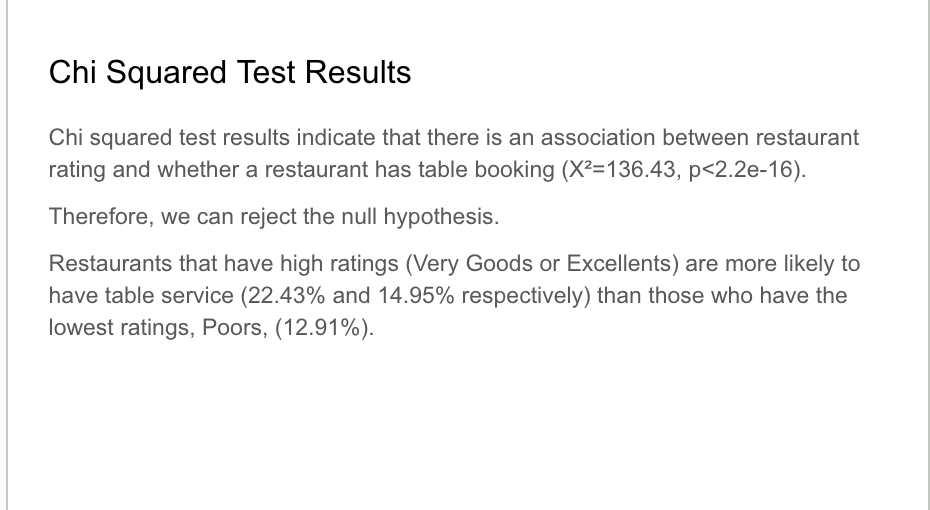 Chi Squared Test Results
Chi squared test results indicate that there is an association between restaurant
rating and whether a restaurant has table booking (X²=136.43, p<2.2e-16).
Therefore, we can reject the null hypothesis.
Restaurants that have high ratings (Very Goods or Excellents) are more likely to
have table service (22.43% and 14.95% respectively) than those who have the
lowest ratings, Poors, (12.91%).